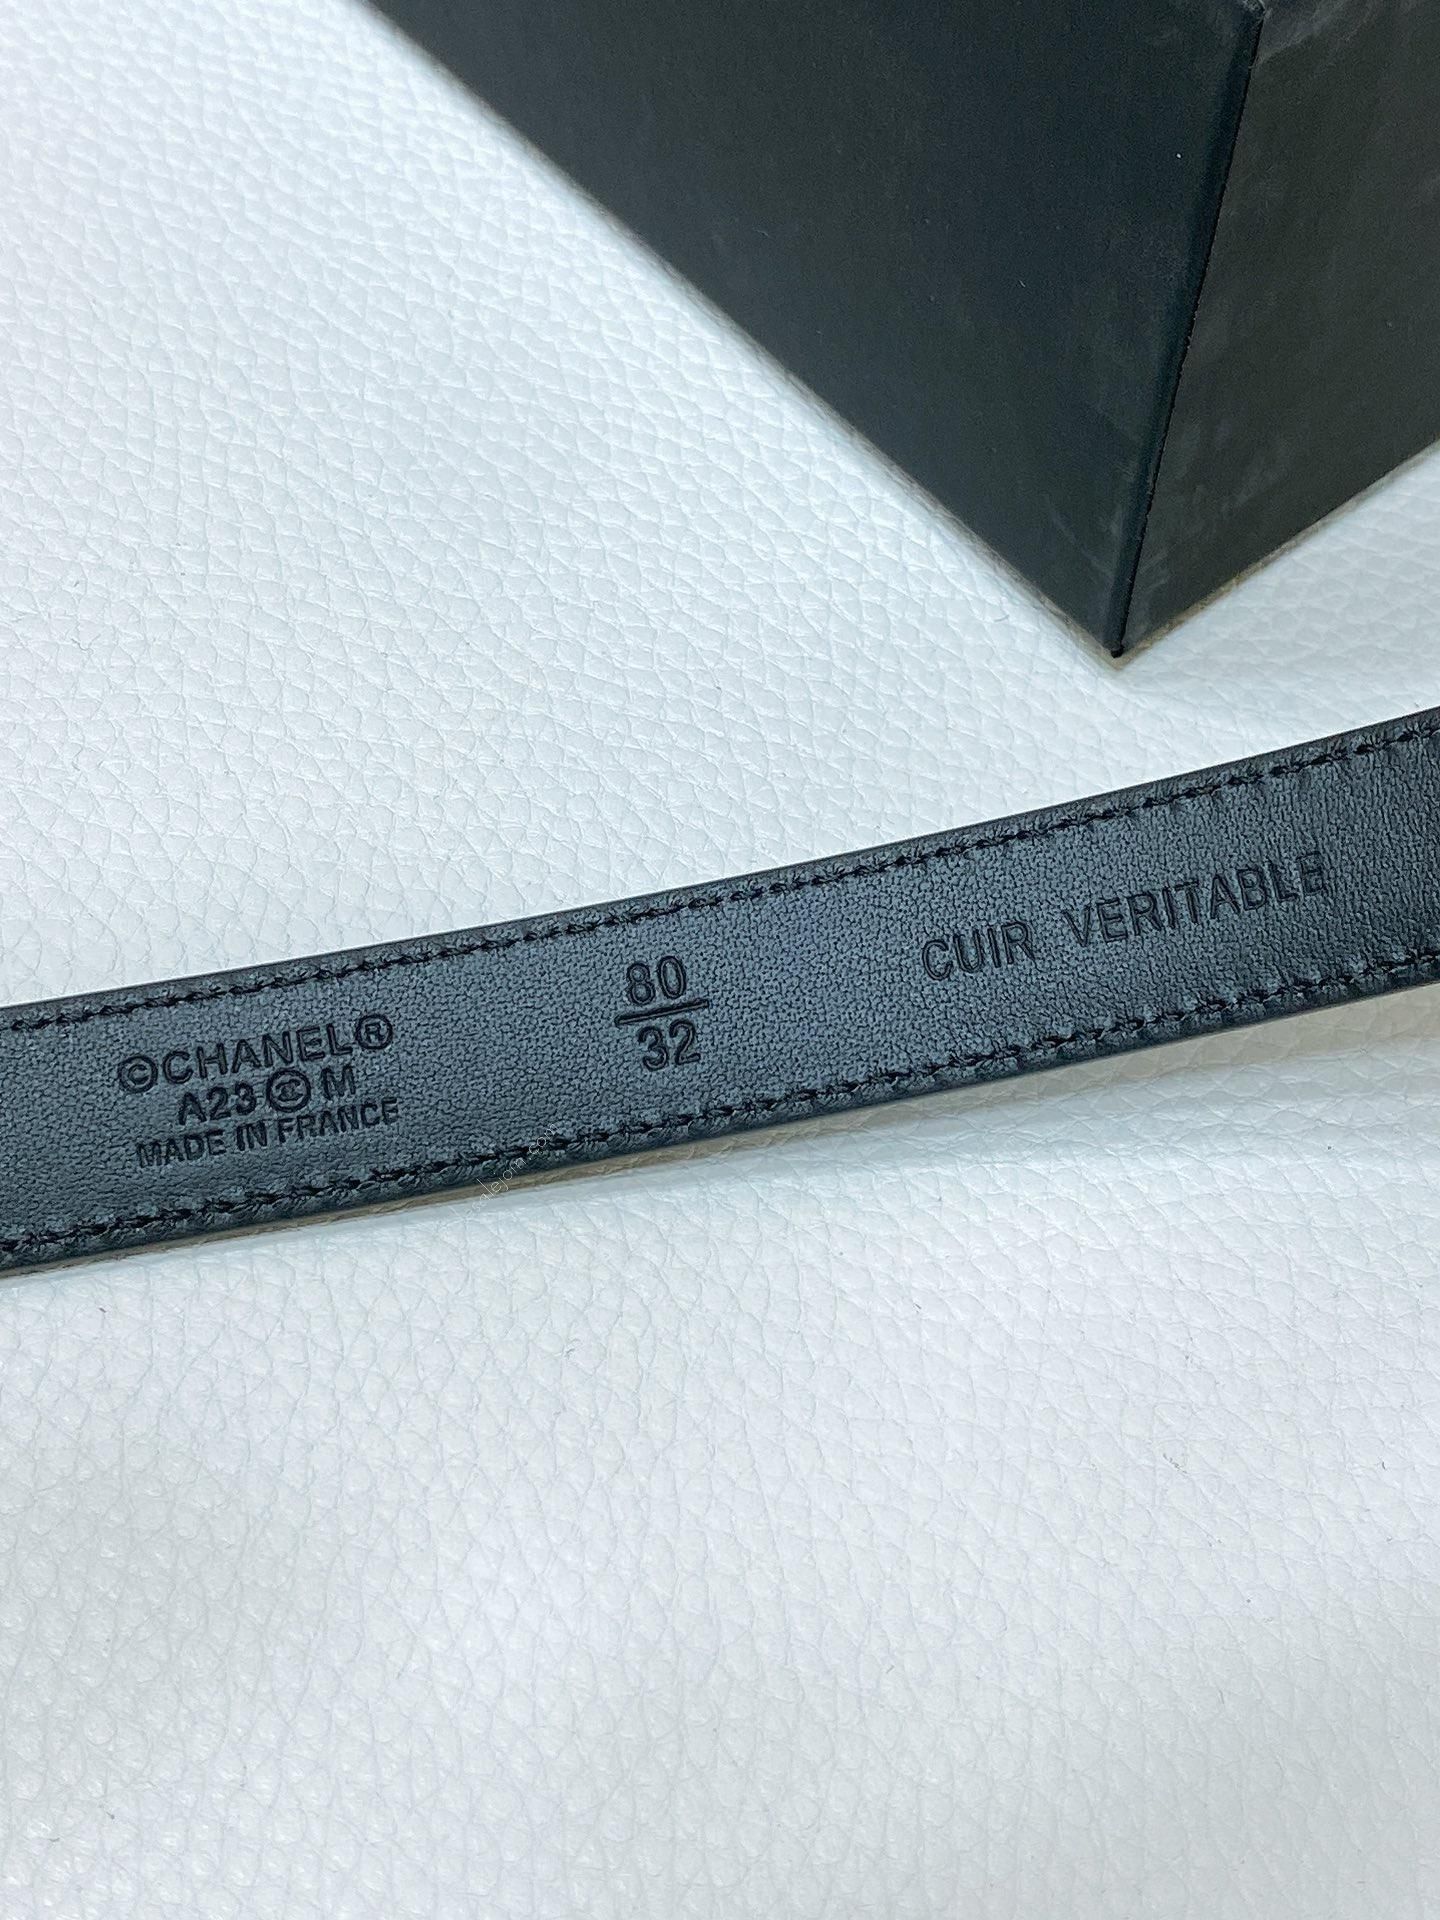 ©CHANEL®
A23 M
MADE IN FRANCE
80
32
CUIR VERITABLE